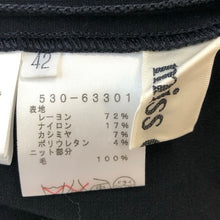 42
miss
530-63301
表地
レーヨン 72%
ナイロン 17%
カシミヤ 7%
ポリウレタン 4%
ニット部分
毛 100%